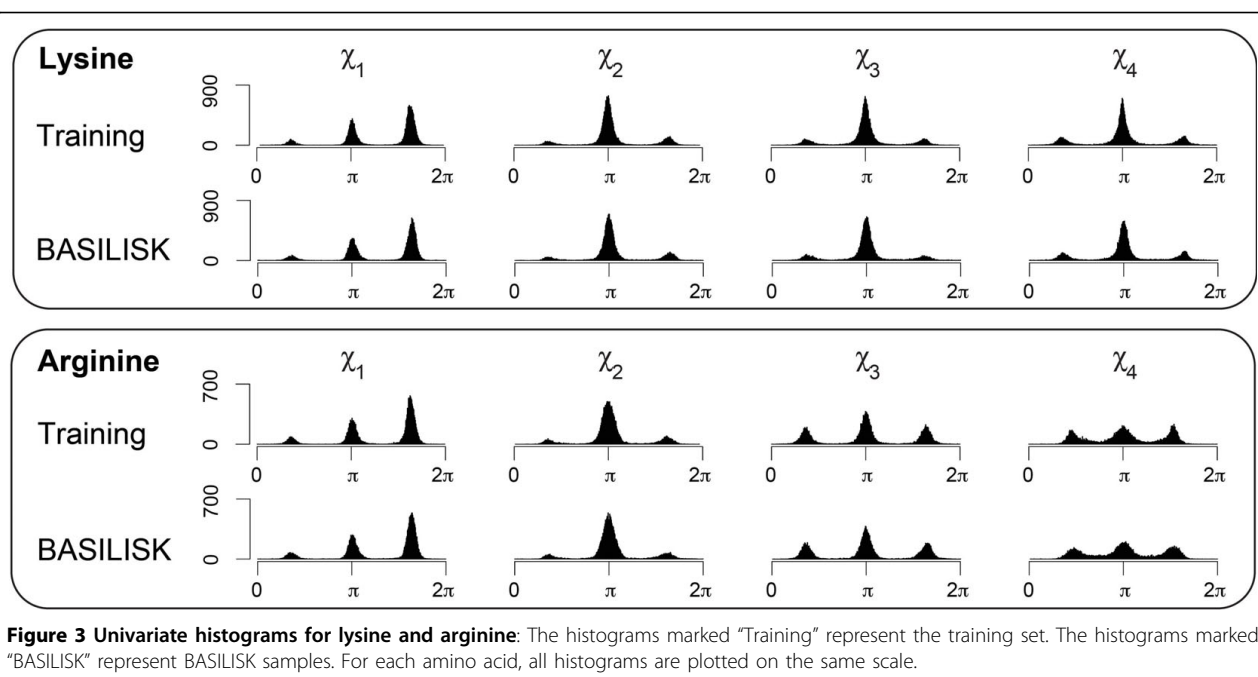 Lysine χ1 χ2 χ3 χ4
Training 900 0
0 π 2π 0 π 2π 0 π 2π 0 π 2π
BASILISK 900 0
0 π 2π 0 π 2π 0 π 2π 0 π 2π
Arginine χ1 χ2 χ3 χ4
Training 700 0
0 π 2π 0 π 2π 0 π 2π 0 π 2π
BASILISK 700 0
0 π 2π 0 π 2π 0 π 2π 0 π 2π
Figure 3 Univariate histograms for lysine and arginine: The histograms marked “Training” represent the training set. The histograms marked
“BASILISK” represent BASILISK samples. For each amino acid, all histograms are plotted on the same scale.